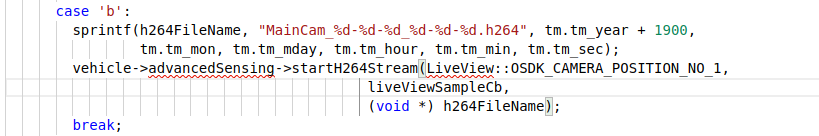 case 'b':
sprintf(h264FileName, "MainCam_%d-%d-%d_%d-%d-%d.h264", tm.tm_year + 1900,
tm.tm_mon, tm.tm_mday, tm.tm_hour, tm.tm_min, tm.tm_sec);
vehicle->advancedSensing->startH264Stream(LiveView::OSDK_CAMERA_POSITION_NO_1,
liveViewSampleCb,
(void *) h264FileName);
break;